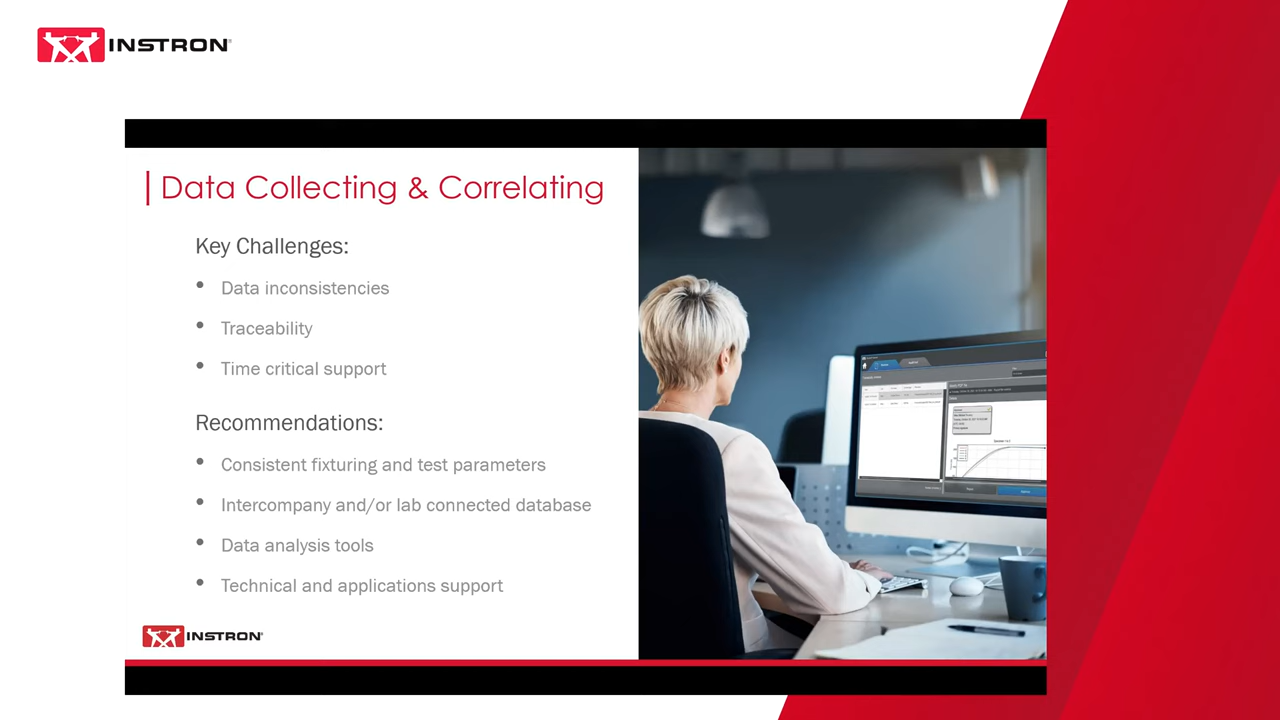 INSTRON
Data Collecting & Correlating
Key Challenges:
• Data inconsistencies
• Traceability
• Time critical support
Recommendations:
• Consistent fixturing and test parameters
• Intercompany and/or lab connected database
• Data analysis tools
• Technical and applications support
INSTRON